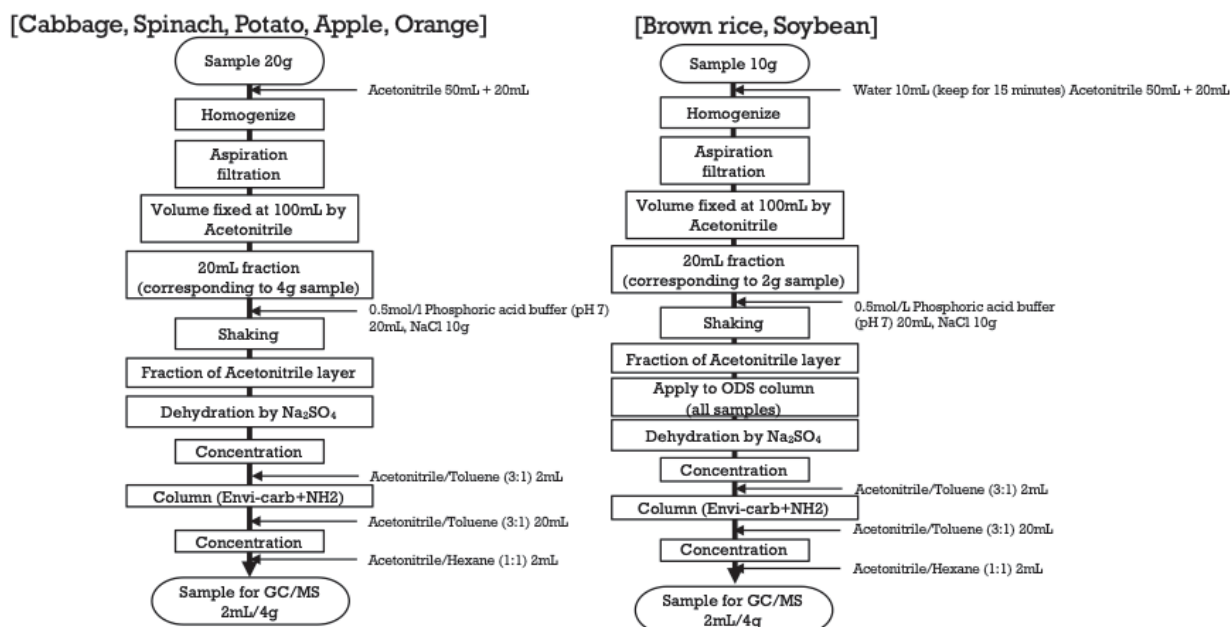 [Cabbage, Spinach, Potato, Apple, Orange]
Sample 20g
Acetonitrile 50mL + 20mL
Homogenize
Aspiration
filtration
Volume fixed at 100mL by
Acetonitrile
20mL fraction
(corresponding to 4g sample)
0.5mol/l Phosphoric acid buffer (pH 7)
20mL, NaCl 10g
Shaking
Fraction of Acetonitrile layer
Dehydration by Na₂SO₄
Concentration
Acetonitrile/Toluene (3:1) 2mL
Column (Envi-carb+NH2)
Acetonitrile/Toluene (3:1) 20mL
Concentration
Acetonitrile/Hexane (1:1) 2mL
Sample for GC/MS
2mL/4g
[Brown rice, Soybean]
Sample 10g
Water 10mL (keep for 15 minutes) Acetonitrile 50mL + 20mL
Homogenize
Aspiration
filtration
Volume fixed at 100mL by
Acetonitrile
20mL fraction
(corresponding to 2g sample)
0.5mol/L Phosphoric acid buffer
(pH 7) 20mL, NaCl 10g
Shaking
Fraction of Acetonitrile layer
Apply to ODS column
(all samples)
Dehydration by Na₂SO₄
Concentration
Acetonitrile/Toluene (3:1) 2mL
Column (Envi-carb+NH2)
Acetonitrile/Toluene (3:1) 20mL
Concentration
Acetonitrile/Hexane (1:1) 2mL
Sample for GC/MS
2mL/4g